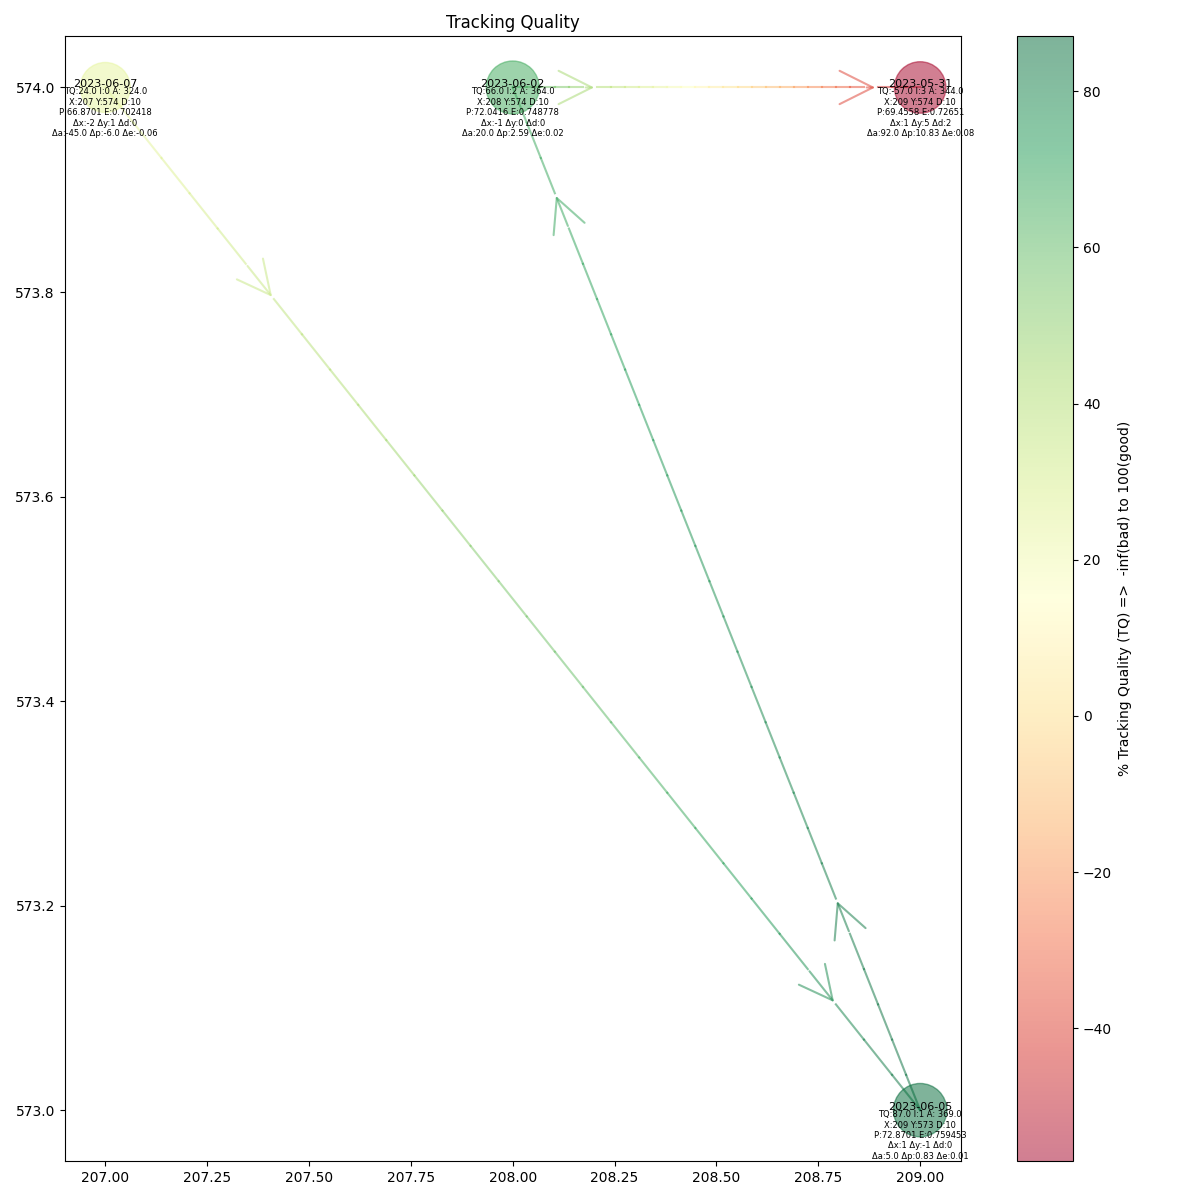 Tracking Quality
574.0
573.8
573.6
573.4
573.2
573.0
2023-06-07
TQ:24.0 I:0 A: 324.0
X:207 Y:574 D:10
P:66.8701 E:0.702418
Δx:-2 Δy:1 Δd:0
Δa:-45.0 Δp:-6.0 Δe:-0.06
2023-06-02
TQ:66.0 I:2 A: 364.0
X:208 Y:574 D:10
P:72.0416 E:0.748778
Δx:-1 Δy:0 Δd:0
Δa:20.0 Δp:2.59 Δe:0.02
2023-05-31
TQ:-57.0 I:3 A: 344.0
X:209 Y:574 D:10
P:69.4558 E:0.72651
Δx:1 Δy:5 Δd:2
Δa:92.0 Δp:10.83 Δe:0.08
2023-06-05
TQ:87.0 I:1 A: 369.0
X:209 Y:573 D:10
P:72.8701 E:0.759453
Δx:1 Δy:-1 Δd:0
Δa:5.0 Δp:0.83 Δe:0.01
207.00
207.25
207.50
207.75
208.00
208.25
208.50
208.75
209.00
80
60
40
20
0
−20
−40
% Tracking Quality (TQ) => -inf(bad) to 100(good)